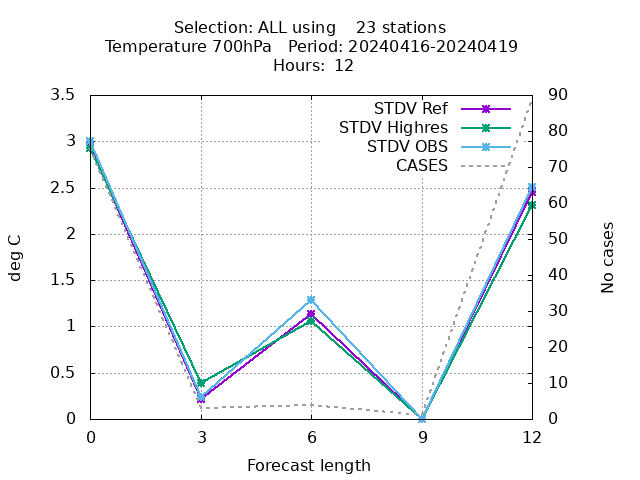 Selection: ALL using    23 stations
Temperature 700hPa   Period: 20240416-20240419
Hours: 12
STDV Ref
STDV Highres
STDV OBS
CASES
deg C
3.5
3
2.5
2
1.5
1
0.5
0
90
80
70
60
50
40
30
20
10
0
No cases
0 3 6 9 12
Forecast length